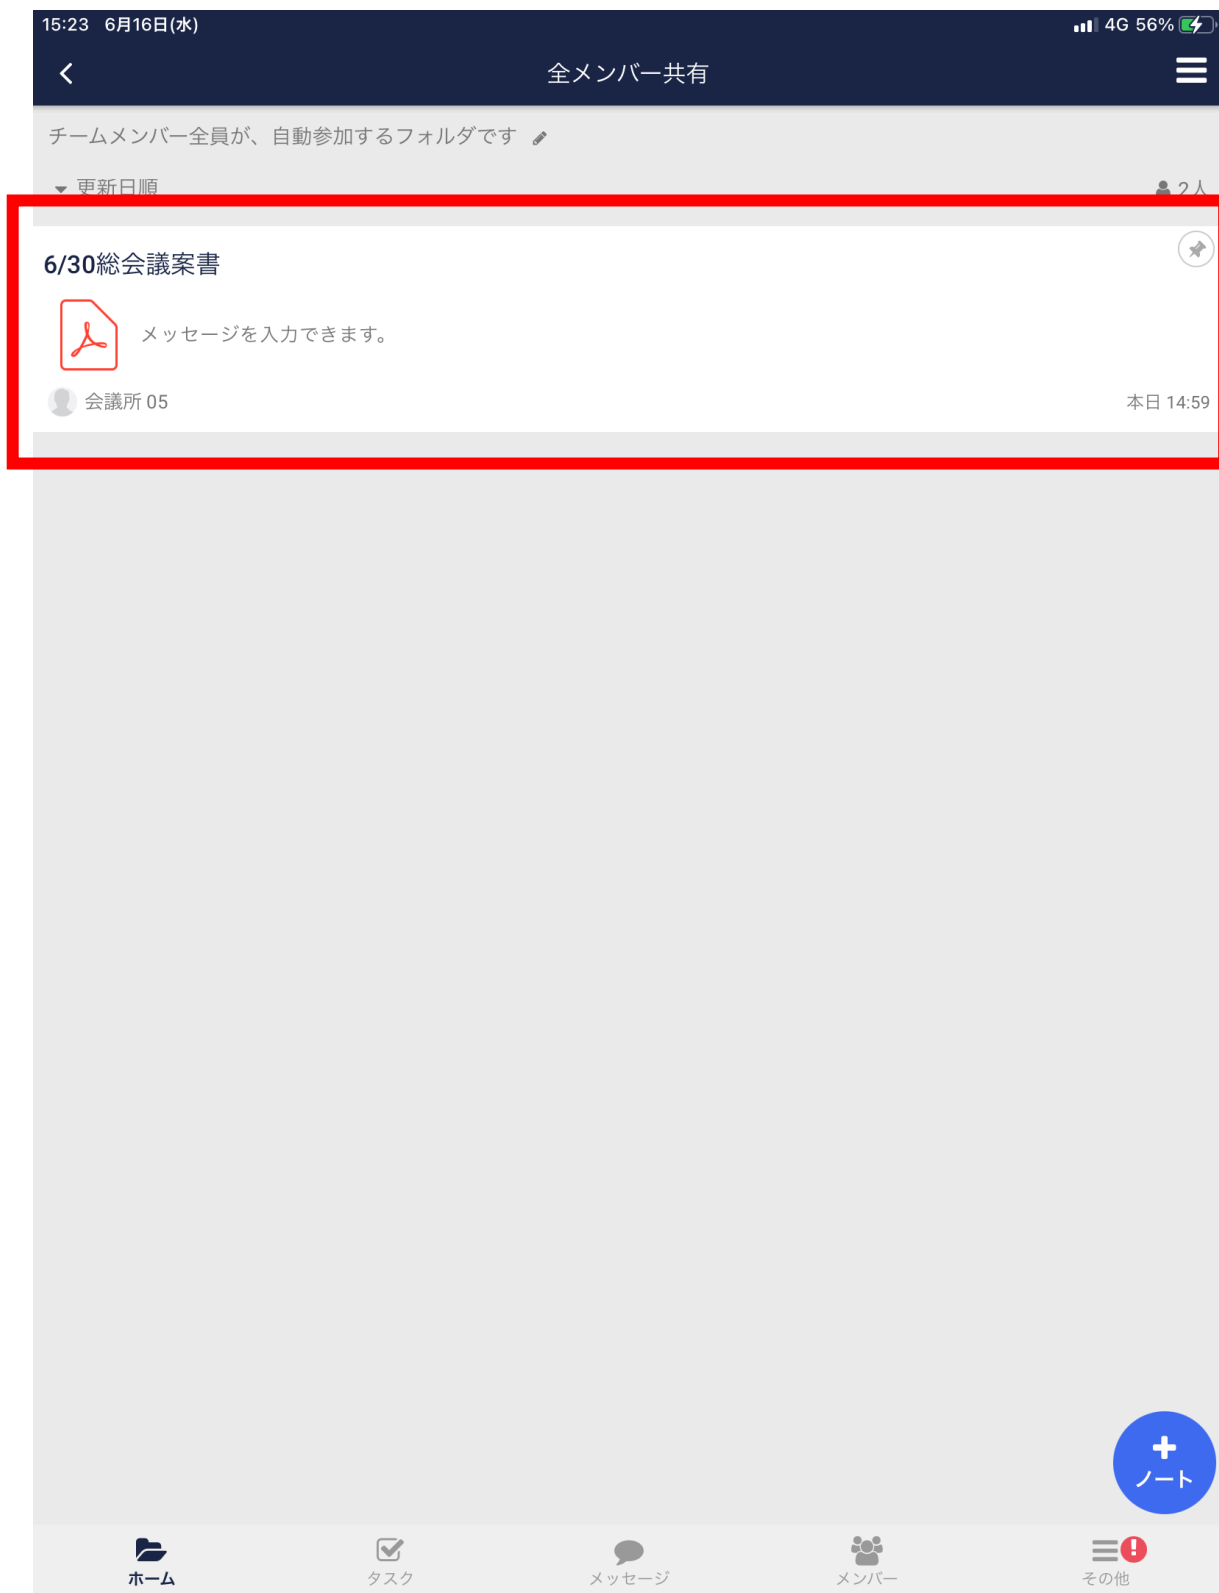 15:23 6月16日(水) 4G 56%
全メンバー共有
チームメンバー全員が、自動参加するフォルダです
更新日順 2人
6/30総会議案書
メッセージを入力できます。
会議所 05 本日 14:59
ノート
ホーム タスク メッセージ メンバー その他